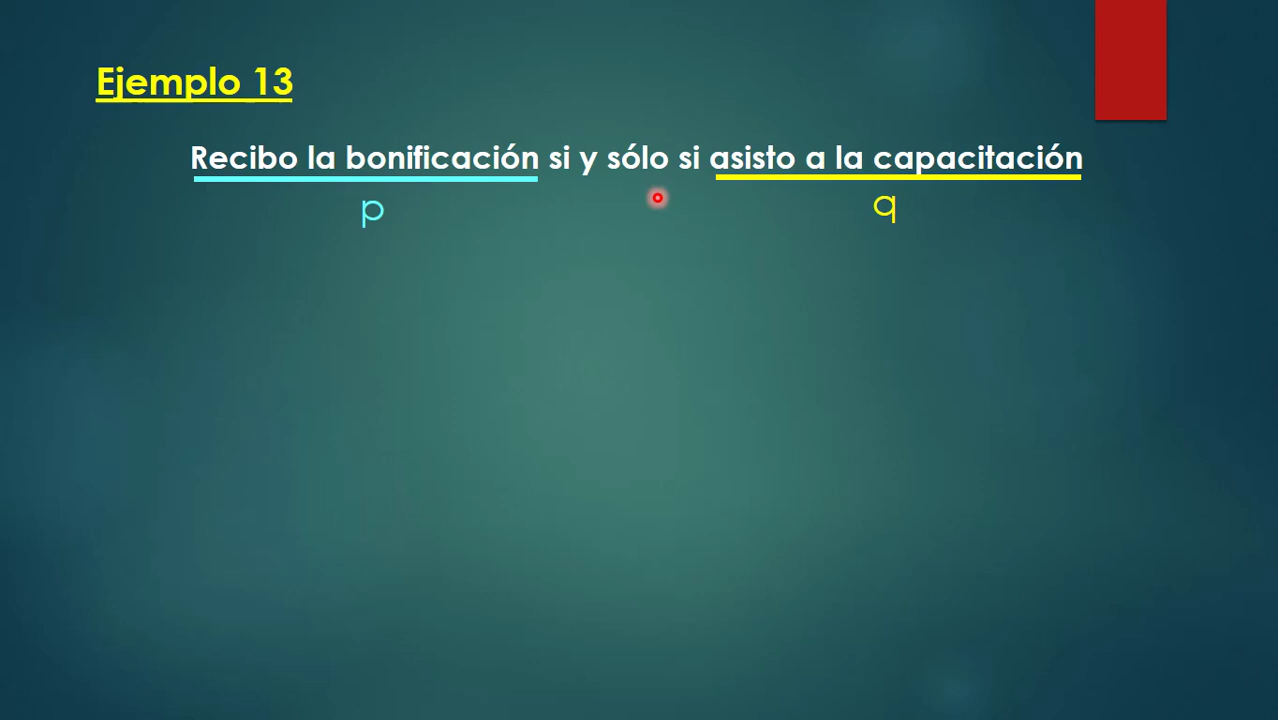 Ejemplo 13
Recibo la bonificación si y sólo si asisto a la capacitación
p q